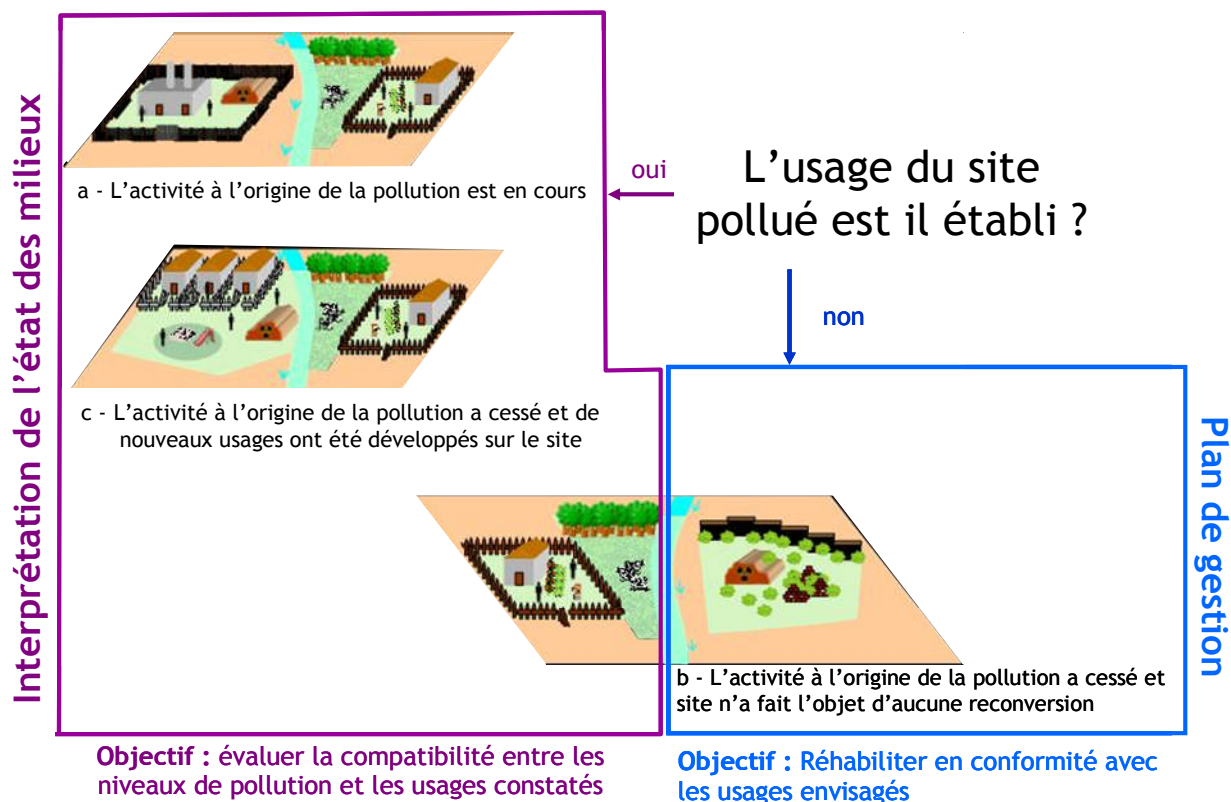 L’usage du site
pollué est il établi ?
oui
non
Interprétation de l’état des milieux
a - L’activité à l’origine de la pollution est en cours
c - L’activité à l’origine de la pollution a cessé et de
nouveaux usages ont été développés sur le site
Plan de gestion
b - L’activité à l’origine de la pollution a cessé et
site n’a fait l’objet d’aucune reconversion
Objectif : évaluer la compatibilité entre les
niveaux de pollution et les usages constatés
Objectif : Réhabiliter en conformité avec
les usages envisagés